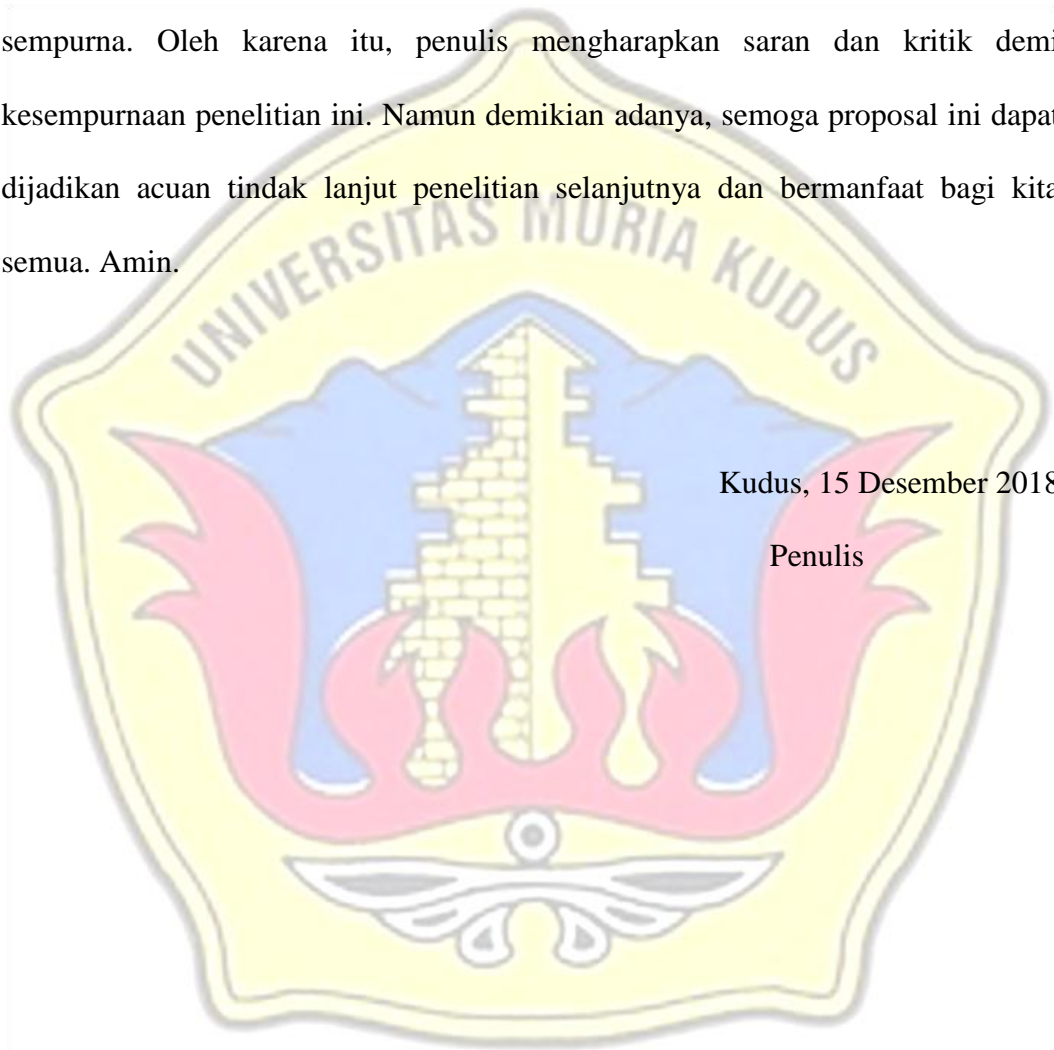 sempurna. Oleh karena itu, penulis mengharapkan saran dan kritik demi
kesempurnaan penelitian ini. Namun demikian adanya, semoga proposal ini dapat
dijadikan acuan tindak lanjut penelitian selanjutnya dan bermanfaat bagi kita
semua. Amin.
UNIVERSITAS MURIA KUDUS
Kudus, 15 Desember 2018
Penulis